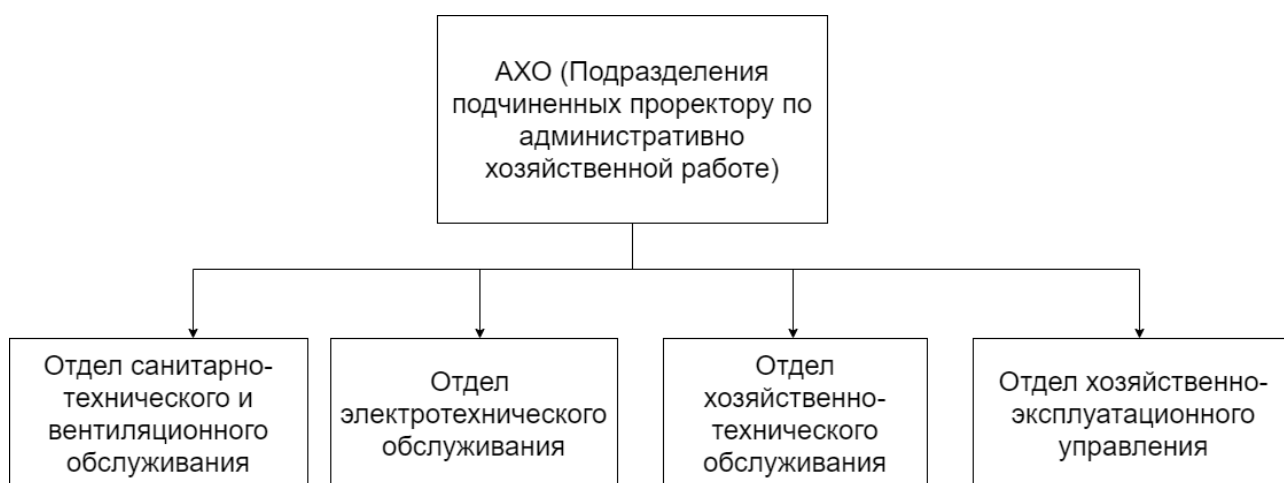 АХО (Подразделения
подчиненных проректору по
административно
хозяйственной работе)
Отдел санитарно-
технического и
вентиляционного
обслуживания
Отдел
электротехнического
обслуживания
Отдел
хозяйственно-
технического
обслуживания
Отдел хозяйственно-
эксплуатационного
управления